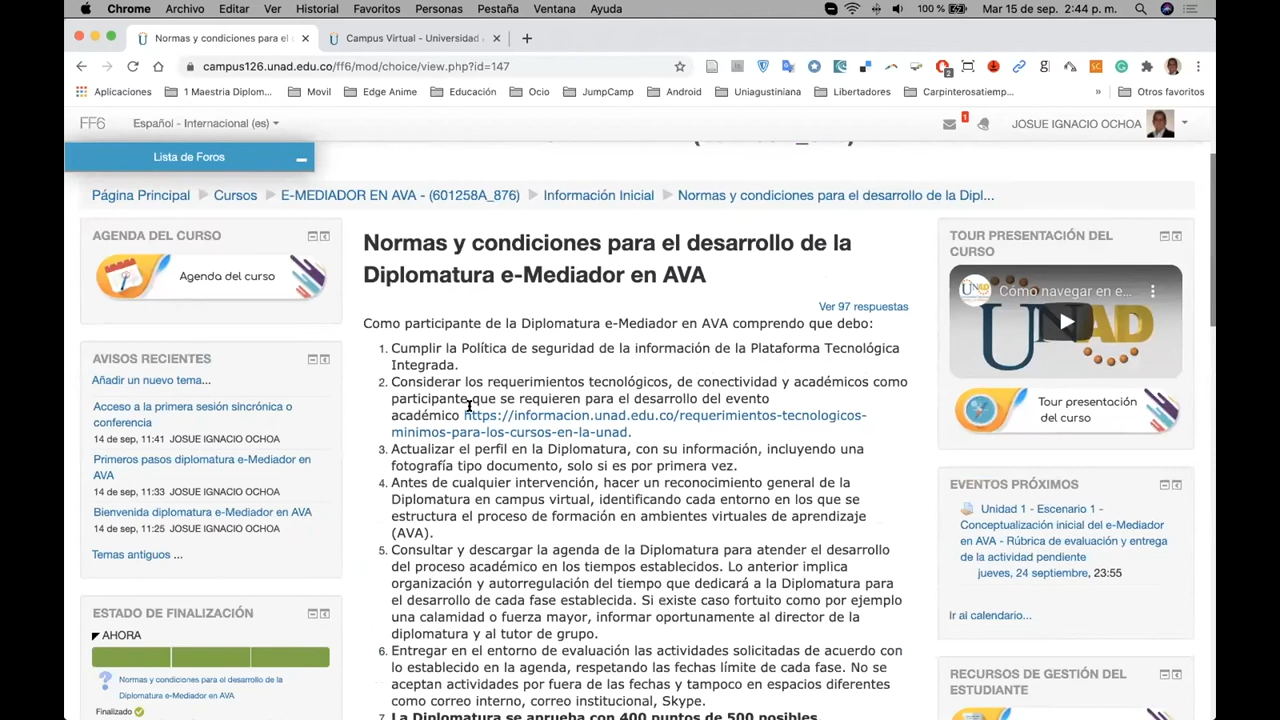 Chrome Archivo Editar Ver Historial Favoritos Personas Pestaña Ventana Ayuda 100 % Mar 15 de sep. 2:44 p. m.
Normas y condiciones para el
Campus Virtual - Universidad
campus126.unad.edu.co/ff6/mod/choice/view.php?id=147
Aplicaciones 1 Maestria Diplom... Movil Edge Anime Educación Ocio JumpCamp Android Uniagustiniana Libertadores Carpinterosatiemp... » Otros favoritos
FF6 Español - Internacional (es) 1 JOSUE IGNACIO OCHOA
Lista de Foros
Página Principal Cursos E-MEDIADOR EN AVA - (601258A_876) Información Inicial Normas y condiciones para el desarrollo de la Dipl...
AGENDA DEL CURSO
Agenda del curso
AVISOS RECIENTES
Añadir un nuevo tema...
Acceso a la primera sesión sincrónica o
conferencia
14 de sep, 11:41 JOSUE IGNACIO OCHOA
Primeros pasos diplomatura e-Mediador en
AVA
14 de sep, 11:33 JOSUE IGNACIO OCHOA
Bienvenida diplomatura e-Mediador en AVA
14 de sep, 11:25 JOSUE IGNACIO OCHOA
Temas antiguos ...
ESTADO DE FINALIZACIÓN
AHORA
Normas y condiciones para el desarrollo de la
Diplomatura e-Mediador en AVA
Finalizado
Normas y condiciones para el desarrollo de la
Diplomatura e-Mediador en AVA
Ver 97 respuestas
Como participante de la Diplomatura e-Mediador en AVA comprendo que debo:
1. Cumplir la Política de seguridad de la información de la Plataforma Tecnológica
Integrada.
2. Considerar los requerimientos tecnológicos, de conectividad y académicos como
participante que se requieren para el desarrollo del evento
académico https://informacion.unad.edu.co/requerimientos-tecnologicos-
minimos-para-los-cursos-en-la-unad.
3. Actualizar el perfil en la Diplomatura, con su información, incluyendo una
fotografía tipo documento, solo si es por primera vez.
4. Antes de cualquier intervención, hacer un reconocimiento general de la
Diplomatura en campus virtual, identificando cada entorno en los que se
estructura el proceso de formación en ambientes virtuales de aprendizaje
(AVA).
5. Consultar y descargar la agenda de la Diplomatura para atender el desarrollo
del proceso académico en los tiempos establecidos. Lo anterior implica
organización y autorregulación del tiempo que dedicará a la Diplomatura para
el desarrollo de cada fase establecida. Si existe caso fortuito como por ejemplo
una calamidad o fuerza mayor, informar oportunamente al director de la
diplomatura y al tutor de grupo.
6. Entregar en el entorno de evaluación las actividades solicitadas de acuerdo con
lo establecido en la agenda, respetando las fechas límite de cada fase. No se
aceptan actividades por fuera de las fechas y tampoco en espacios diferentes
como correo interno, correo institucional, Skype.
7. La Diplomatura se aprueba con 400 puntos de 500 posibles.
TOUR PRESENTACIÓN DEL
CURSO
Cómo navegar en e...
UNAD
Tour presentación
del curso
EVENTOS PRÓXIMOS
Unidad 1 - Escenario 1 -
Conceptualización inicial del e-Mediador
en AVA - Rúbrica de evaluación y entrega
de la actividad pendiente
jueves, 24 septiembre, 23:55
Ir al calendario...
RECURSOS DE GESTIÓN DEL
ESTUDIANTE